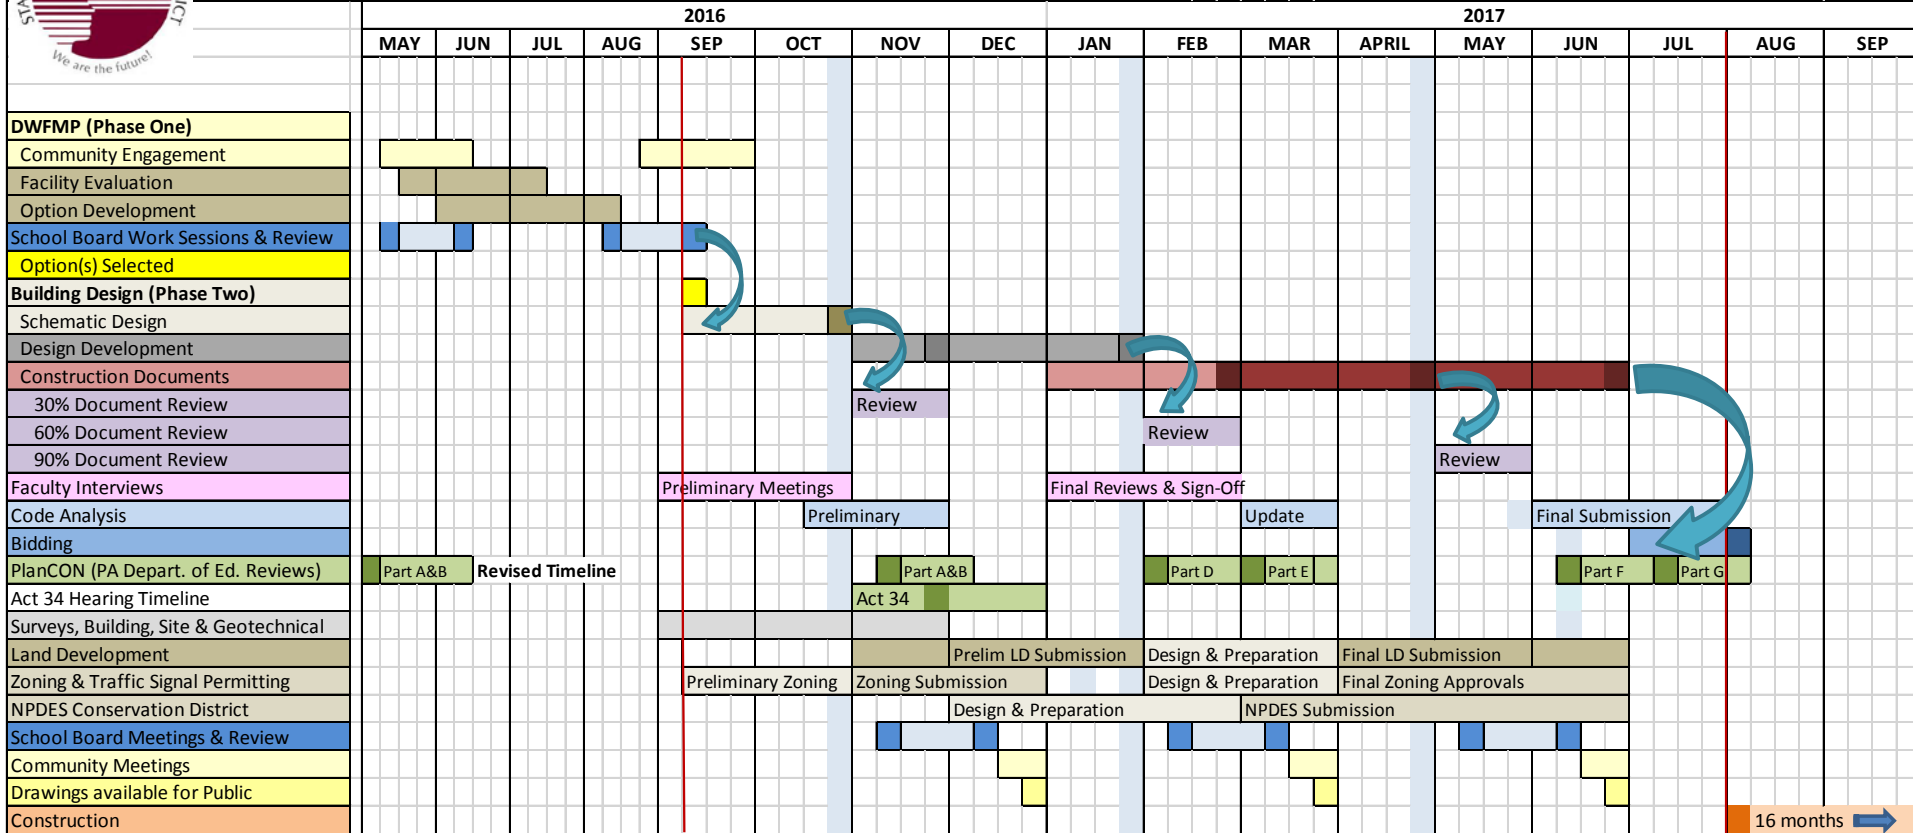 STA
ICT
We are the future!
2016 2017
MAY JUN JUL AUG SEP OCT NOV DEC JAN FEB MAR APRIL MAY JUN JUL AUG SEP
DWFMP (Phase One)
Community Engagement
Facility Evaluation
Option Development
School Board Work Sessions & Review
Option(s) Selected
Building Design (Phase Two)
Schematic Design
Design Development
Construction Documents
30% Document Review Review
60% Document Review Review
90% Document Review Review
Faculty Interviews Preliminary Meetings Final Reviews & Sign-Off
Code Analysis Preliminary Update Final Submission
Bidding
PlanCON (PA Depart. of Ed. Reviews) Part A&B Revised Timeline Part A&B Part D Part E Part F Part G
Act 34 Hearing Timeline Act 34
Surveys, Building, Site & Geotechnical
Land Development Prelim LD Submission Design & Preparation Final LD Submission
Zoning & Traffic Signal Permitting Preliminary Zoning Zoning Submission Design & Preparation Final Zoning Approvals
NPDES Conservation District Design & Preparation NPDES Submission
School Board Meetings & Review
Community Meetings
Drawings available for Public
Construction 16 months